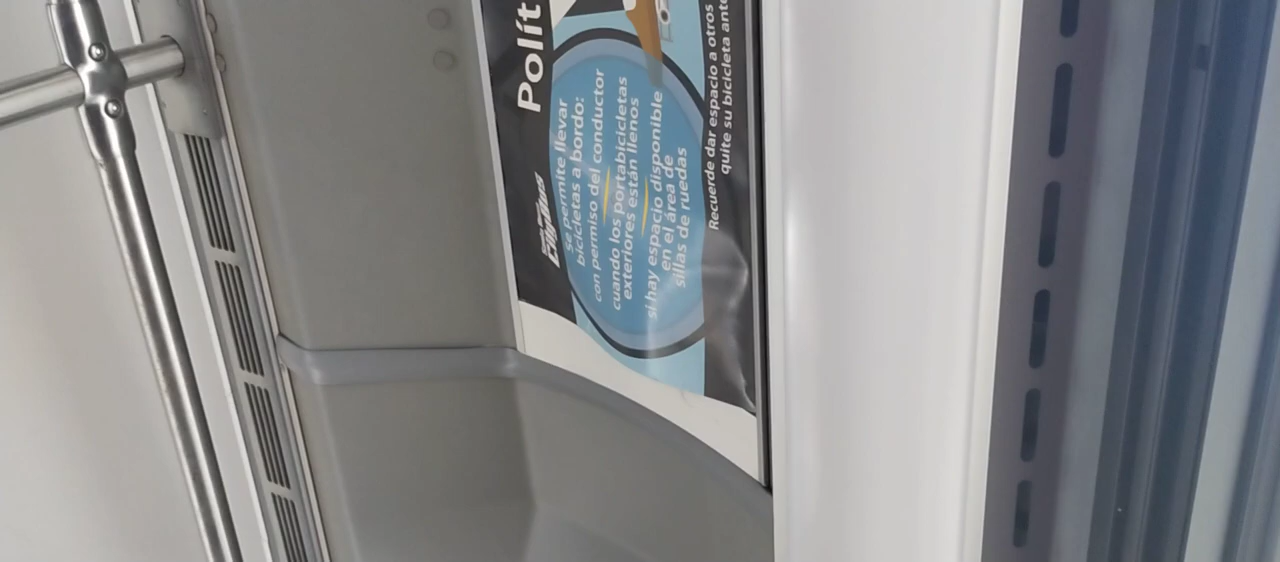 Polít
se permite llevar
bicicletas a bordo:
con permiso del conductor
cuando los portabicicletas
exteriores están llenos
si hay espacio disponible
en el área de
sillas de ruedas
Recuerde dar espacio a otros
quite su bicicleta ante